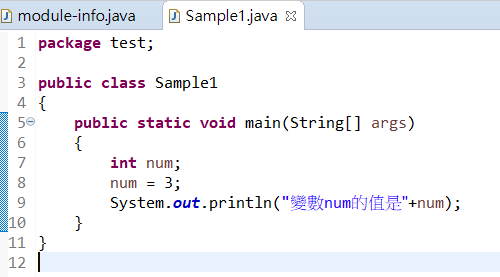 module-info.java Sample1.java
1 package test;
2
3 public class Sample1
4 {
5 public static void main(String[] args)
6 {
7 int num;
8 num = 3;
9 System.out.println("變數num的值是"+num);
10 }
11 }
12